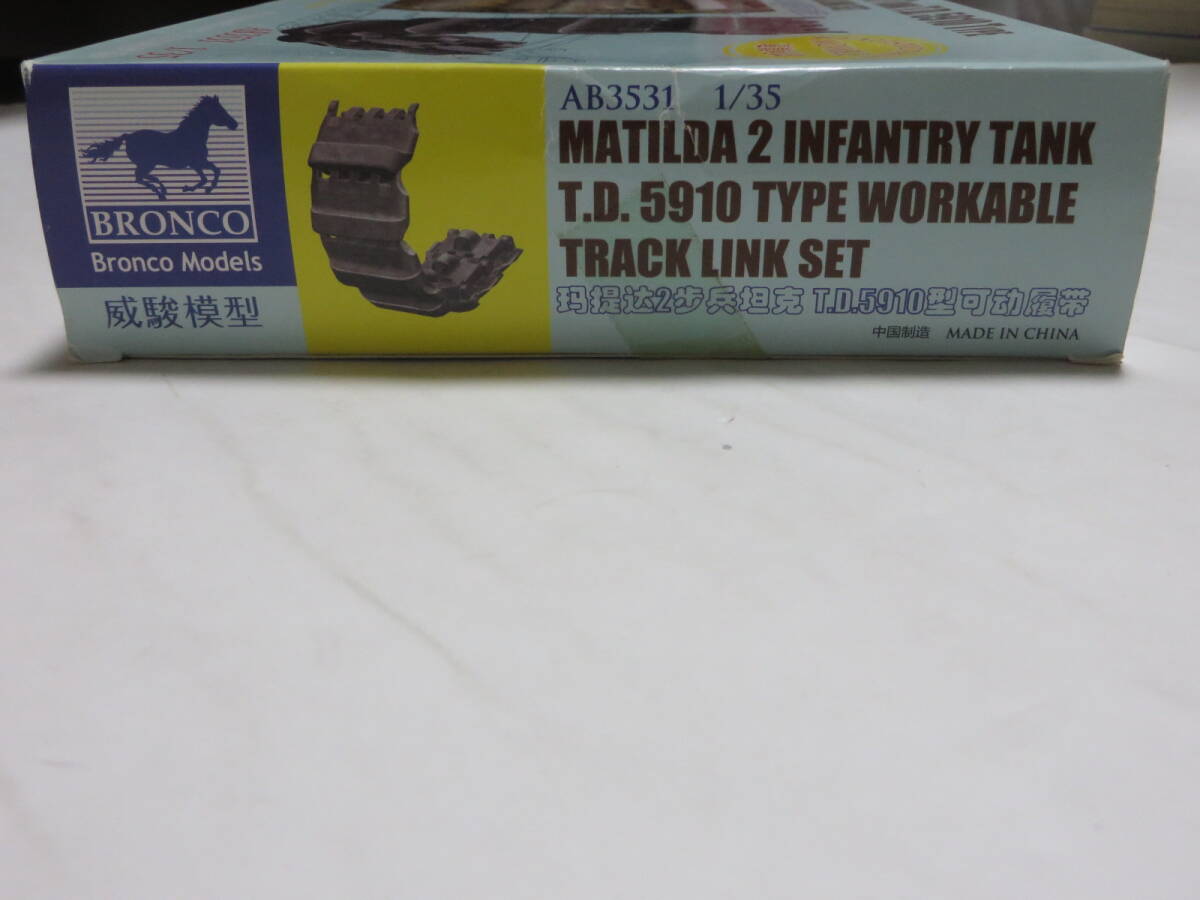 BRONCO
Bronco Models
威駿模型
AB3531 1/35
MATILDA 2 INFANTRY TANK
T.D. 5910 TYPE WORKABLE
TRACK LINK SET
玛提达2步兵坦克 T.D.5910型可动履带
中国制造 MADE IN CHINA